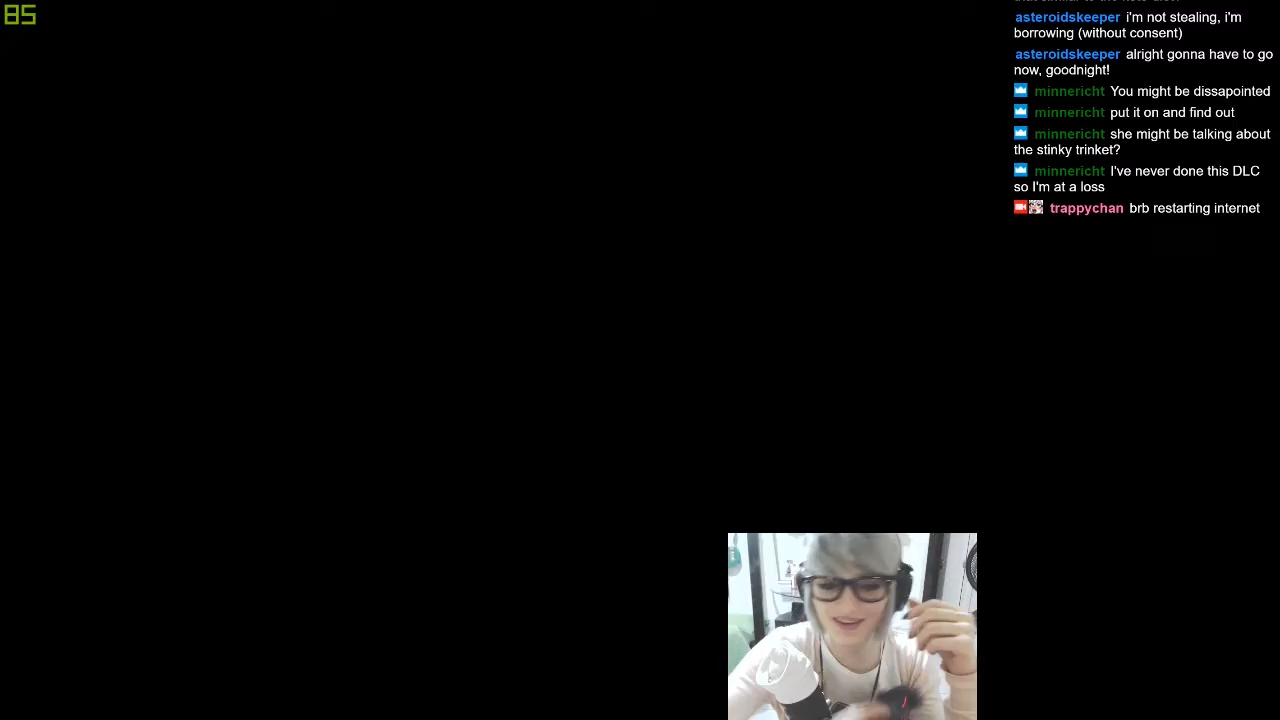 85
asteroidskeeper i'm not stealing, i'm
borrowing (without consent)
asteroidskeeper alright gonna have to go
now, goodnight!
minnericht You might be dissapointed
minnericht put it on and find out
minnericht she might be talking about
the stinky trinket?
minnericht I've never done this DLC
so I'm at a loss
trappychan brb restarting internet